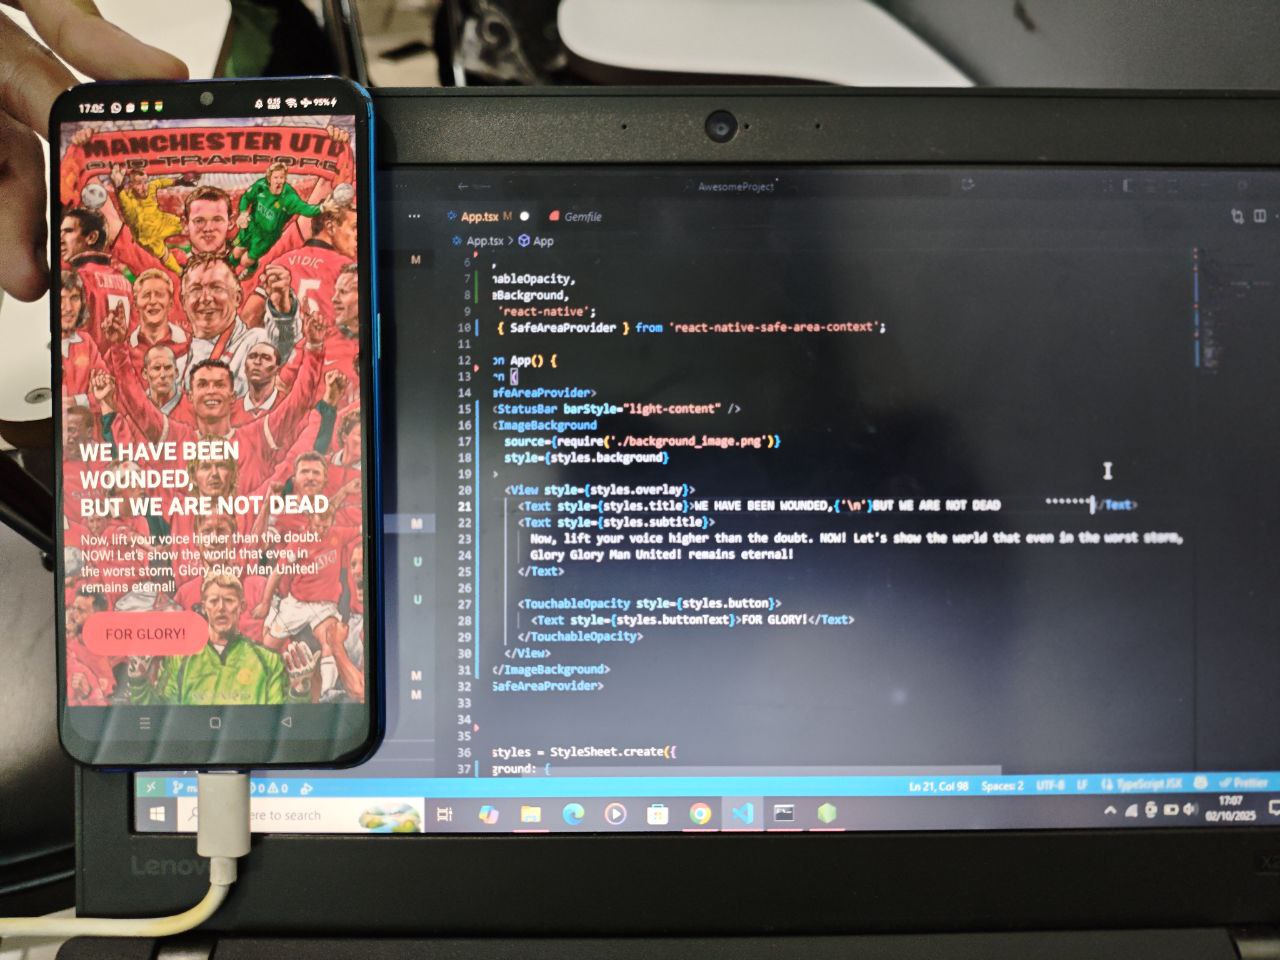 17:05
95%
MANCHESTER UTD
OLD TRAFFORD
VIDIC
WE HAVE BEEN
WOUNDED,
BUT WE ARE NOT DEAD
Now, lift your voice higher than the doubt.
NOW! Let's show the world that even in
the worst storm, Glory Glory Man United!
remains eternal!
FOR GLORY!
AwesomeProject
App.tsx M
Gemfile
App.tsx > App
M
6 ,
7 hableOpacity,
8 eBackground,
9 'react-native';
10 { SafeAreaProvider } from 'react-native-safe-area-context';
11
12 on App() {
13 n (
14 afeAreaProvider>
15 <StatusBar barStyle="light-content" />
16 <ImageBackground
17 source={require('./background_image.png')}
18 style={styles.background}
19 >
20 <View style={styles.overlay}>
21 <Text style={styles.title}>WE HAVE BEEN WOUNDED,{'\n'}BUT WE ARE NOT DEAD </Text>
22 <Text style={styles.subtitle}>
23 Now, lift your voice higher than the doubt. NOW! Let's show the world that even in the worst storm,
24 Glory Glory Man United! remains eternal!
25 </Text>
26
27 <TouchableOpacity style={styles.button}>
28 <Text style={styles.buttonText}>FOR GLORY!</Text>
29 </TouchableOpacity>
30 </View>
31 </ImageBackground>
32 SafeAreaProvider>
33
34
35
36 styles = StyleSheet.create({
37 ground: {
M
U
U
M
M
0 0 Ln 21, Col 98 Spaces: 2 UTF-8 LF TypeScript JSX Prettier
ere to search
17:07
02/10/2025
Lenovo